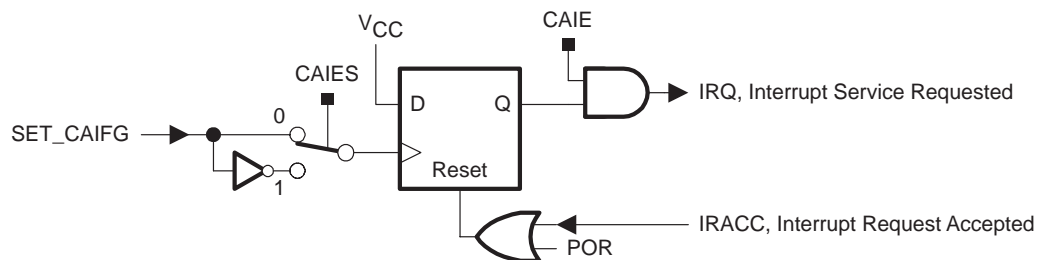 VCC
CAIE
CAIES
D
Q
IRQ, Interrupt Service Requested
0
SET_CAIFG
Reset
1
IRACC, Interrupt Request Accepted
POR